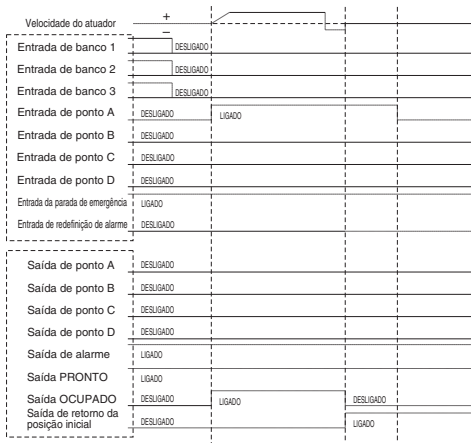 Velocidade do atuador + −
Entrada de banco 1 DESLIGADO
Entrada de banco 2 DESLIGADO
Entrada de banco 3 DESLIGADO
Entrada de ponto A DESLIGADO LIGADO
Entrada de ponto B DESLIGADO
Entrada de ponto C DESLIGADO
Entrada de ponto D DESLIGADO
Entrada da parada de emergência LIGADO
Entrada de redefinição de alarme DESLIGADO
Saída de ponto A DESLIGADO
Saída de ponto B DESLIGADO
Saída de ponto C DESLIGADO
Saída de ponto D DESLIGADO
Saída de alarme LIGADO
Saída PRONTO LIGADO
Saída OCUPADO DESLIGADO LIGADO DESLIGADO
Saída de retorno da
posição inicial DESLIGADO LIGADO